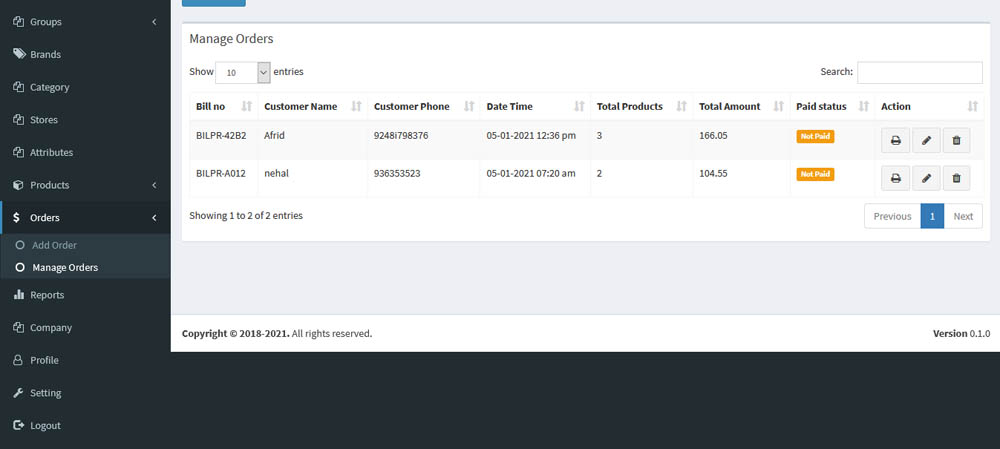 Groups
Brands
Category
Stores
Attributes
Products
Orders
Add Order
Manage Orders
Reports
Company
Profile
Setting
Logout
Manage Orders
Show 10 entries
Search:
Bill no Customer Name Customer Phone Date Time Total Products Total Amount Paid status Action
BILPR-42B2 Afrid 9248i798376 05-01-2021 12:36 pm 3 166.05 Not Paid
BILPR-A012 nehal 936353523 05-01-2021 07:20 am 2 104.55 Not Paid
Showing 1 to 2 of 2 entries
Previous 1 Next
Copyright © 2018-2021. All rights reserved.
Version 0.1.0